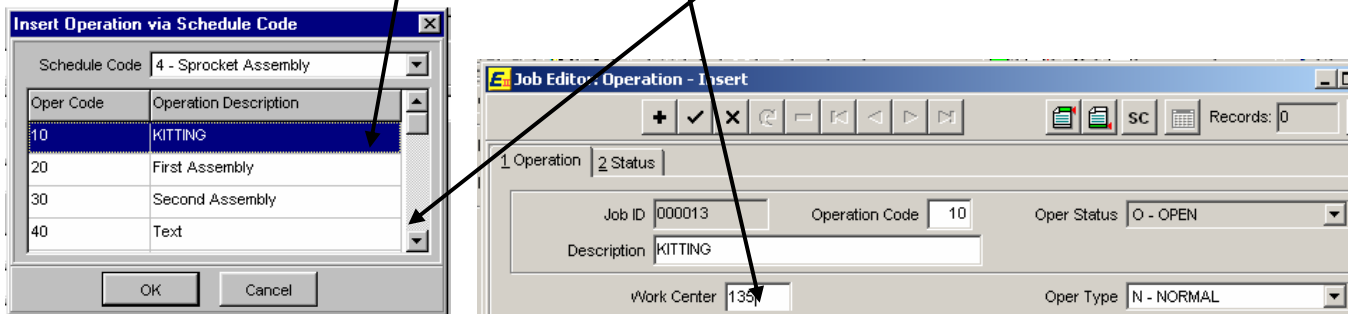 Insert Operation via Schedule Code
Schedule Code 4 - Sprocket Assembly
Oper Code Operation Description
10 KITTING
20 First Assembly
30 Second Assembly
40 Text
OK Cancel
Job Editor: Operation - Insert
SC Records: 0
1 Operation 2 Status
Job ID 000013 Operation Code 10 Oper Status O - OPEN
Description KITTING
Work Center 135 Oper Type N - NORMAL